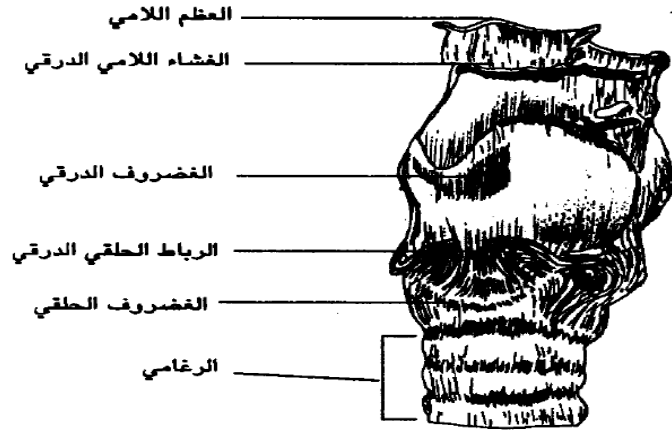 العظم اللامي
الغشاء اللامي الدرقي
الغضروف الدرقي
الرباط الحلقي الدرقي
الغضروف الحلقي
الرغامي